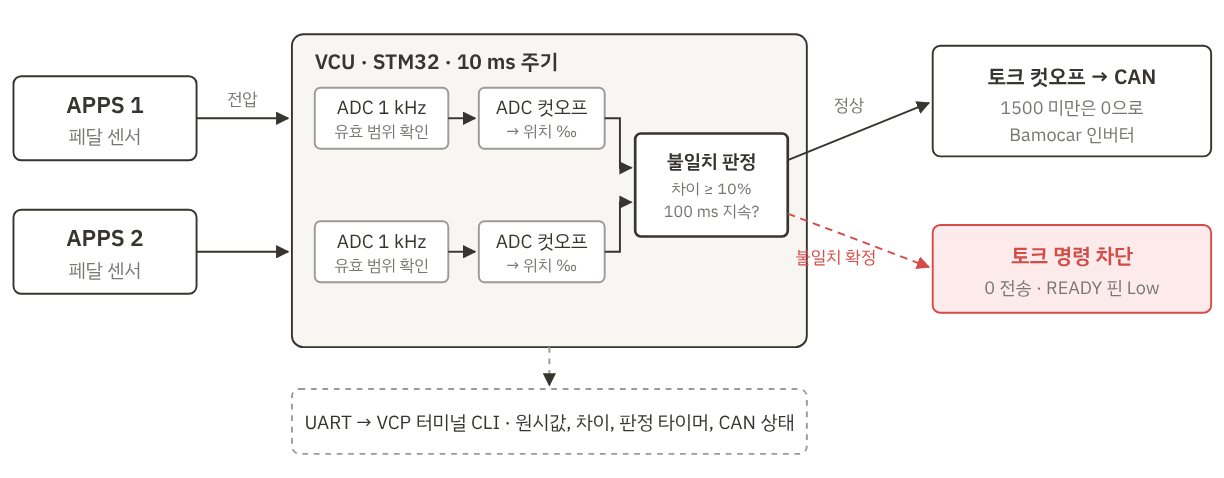 APPS 1
페달 센서
전압
APPS 2
페달 센서
VCU · STM32 · 10 ms 주기
ADC 1 kHz
유효 범위 확인
ADC 컷오프
→ 위치 ‰
ADC 1 kHz
유효 범위 확인
ADC 컷오프
→ 위치 ‰
불일치 판정
차이 ≥ 10%
100 ms 지속?
정상
불일치 확정
토크 컷오프 → CAN
1500 미만은 0으로
Bamocar 인버터
토크 명령 차단
0 전송 · READY 핀 Low
UART → VCP 터미널 CLI · 원시값, 차이, 판정 타이머, CAN 상태